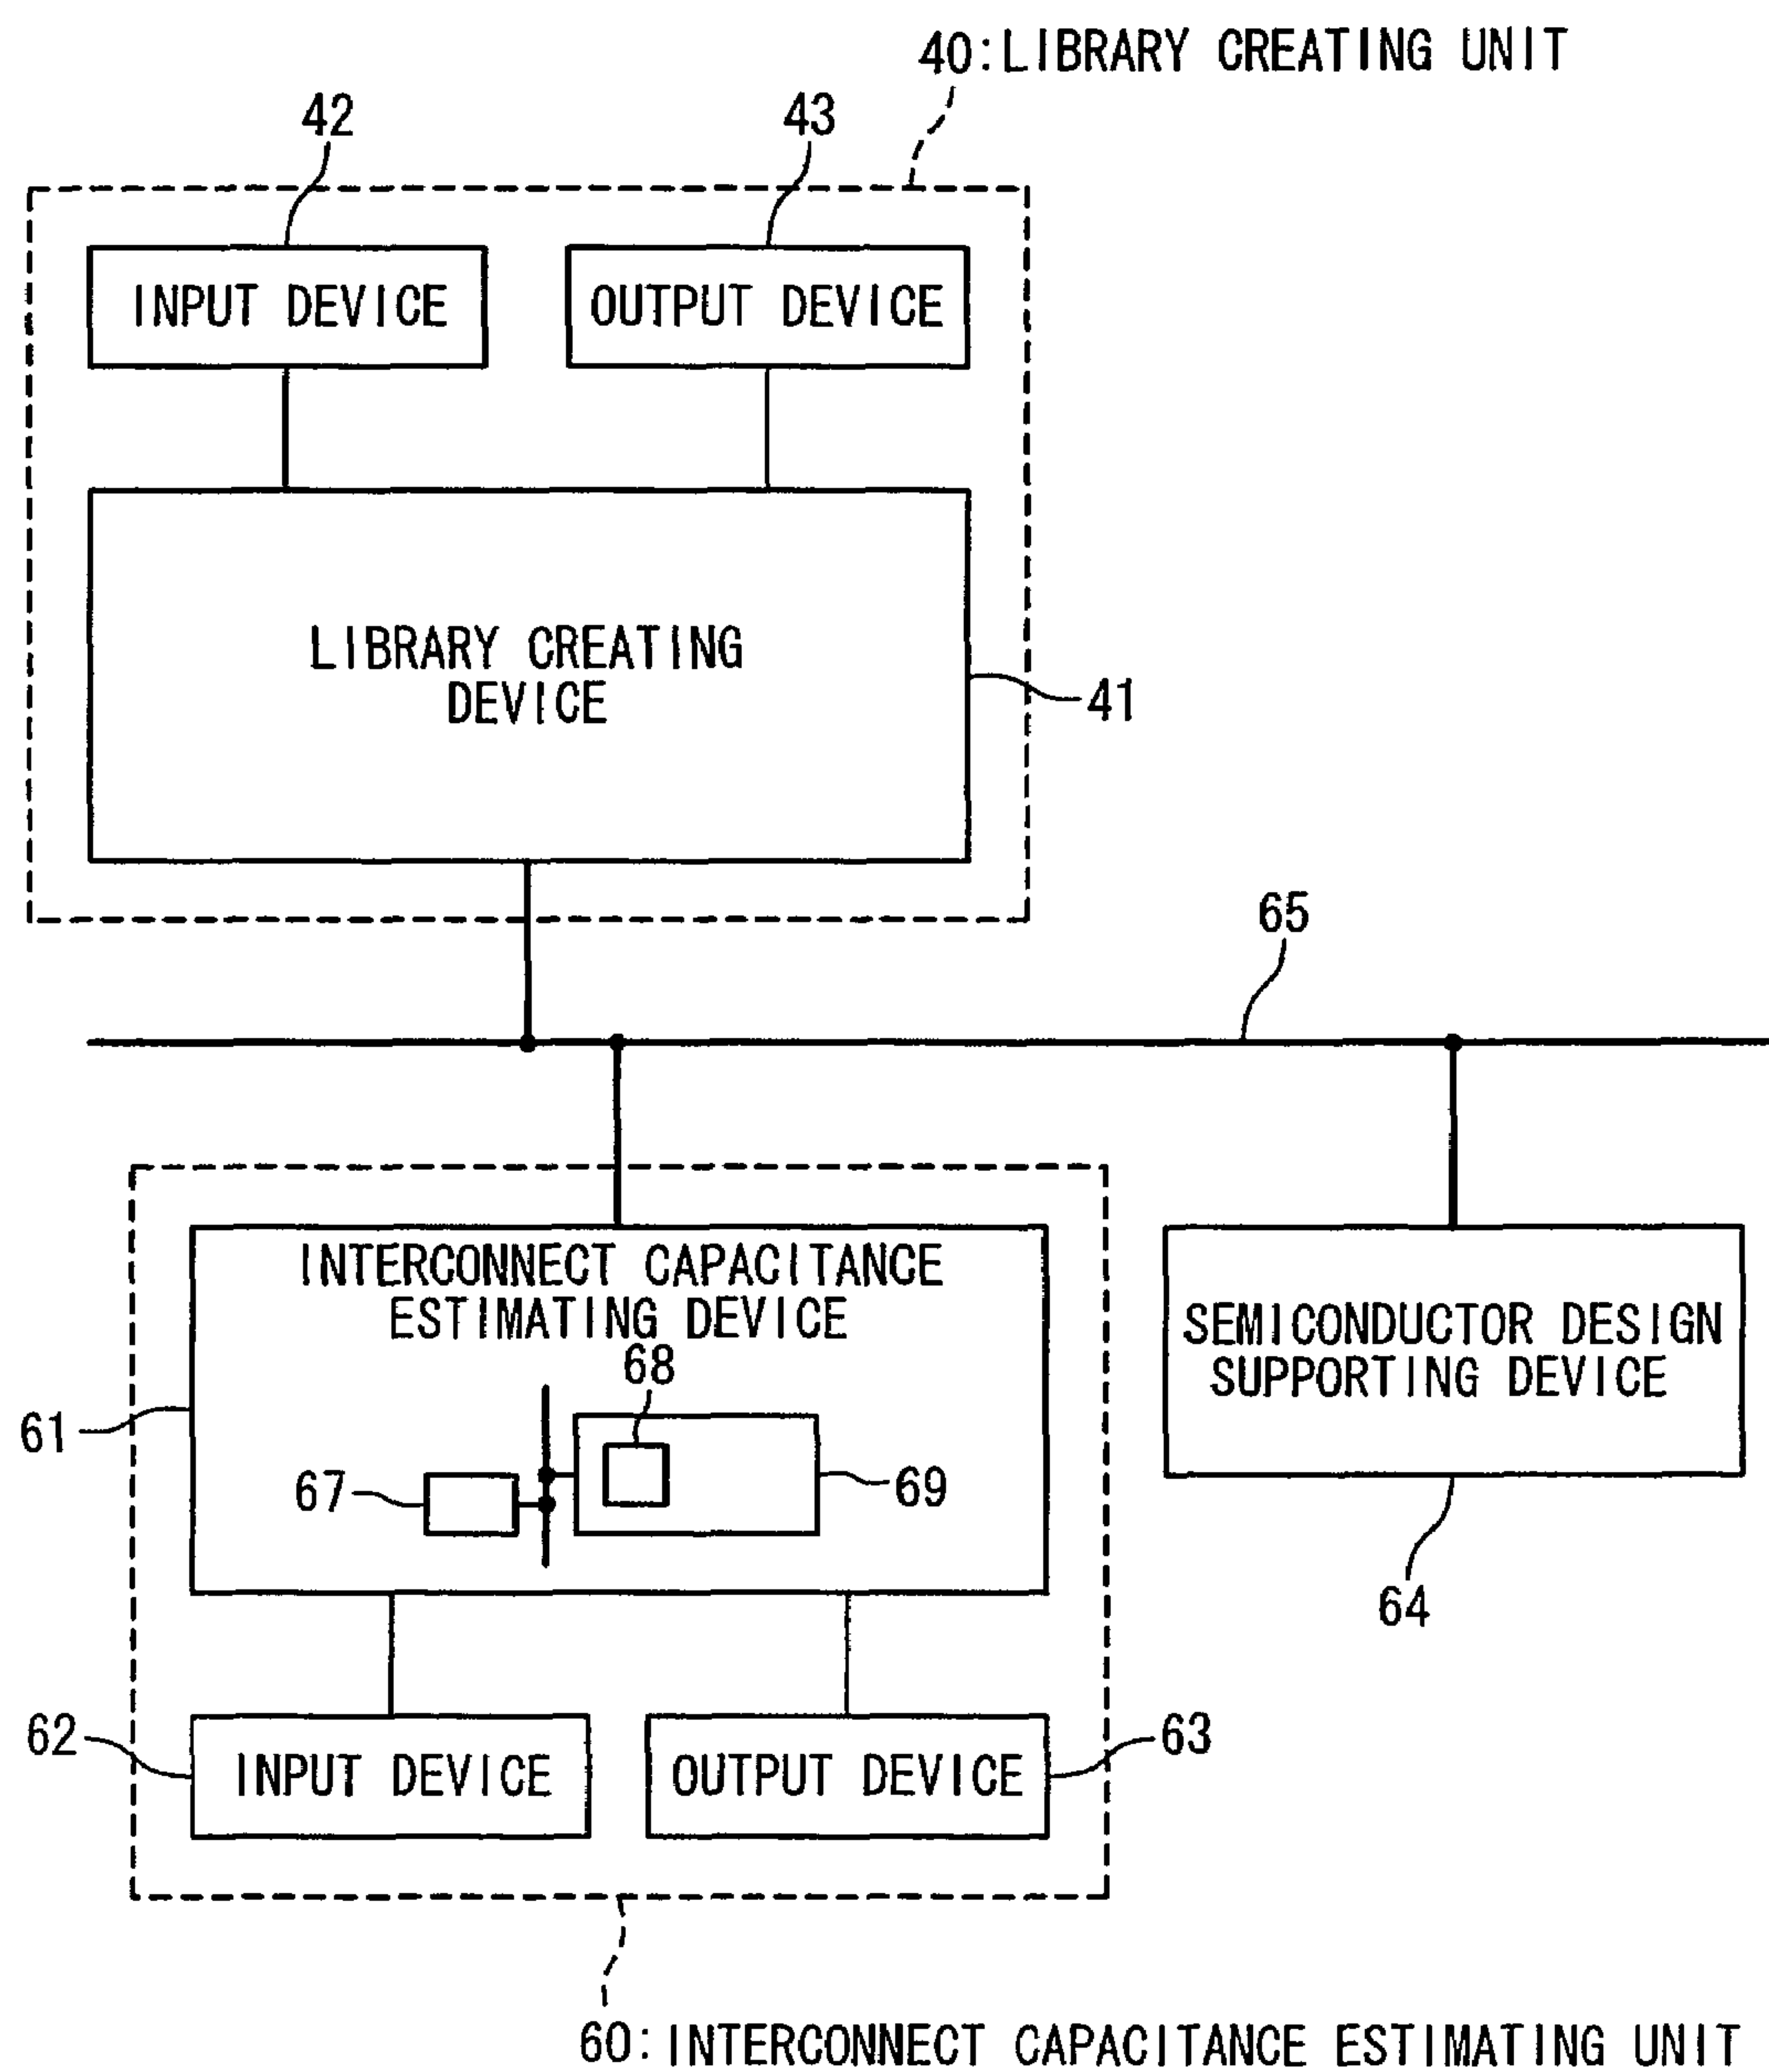 40:LIBRARY CREATING UNIT
42
43
INPUT DEVICE
OUTPUT DEVICE
LIBRARY CREATING
DEVICE
41
65
INTERCONNECT CAPACITANCE
ESTIMATING DEVICE
68
61
67
69
SEMICONDUCTOR DESIGN
SUPPORTING DEVICE
64
62
INPUT DEVICE
OUTPUT DEVICE
63
60:INTERCONNECT CAPACITANCE ESTIMATING UNIT